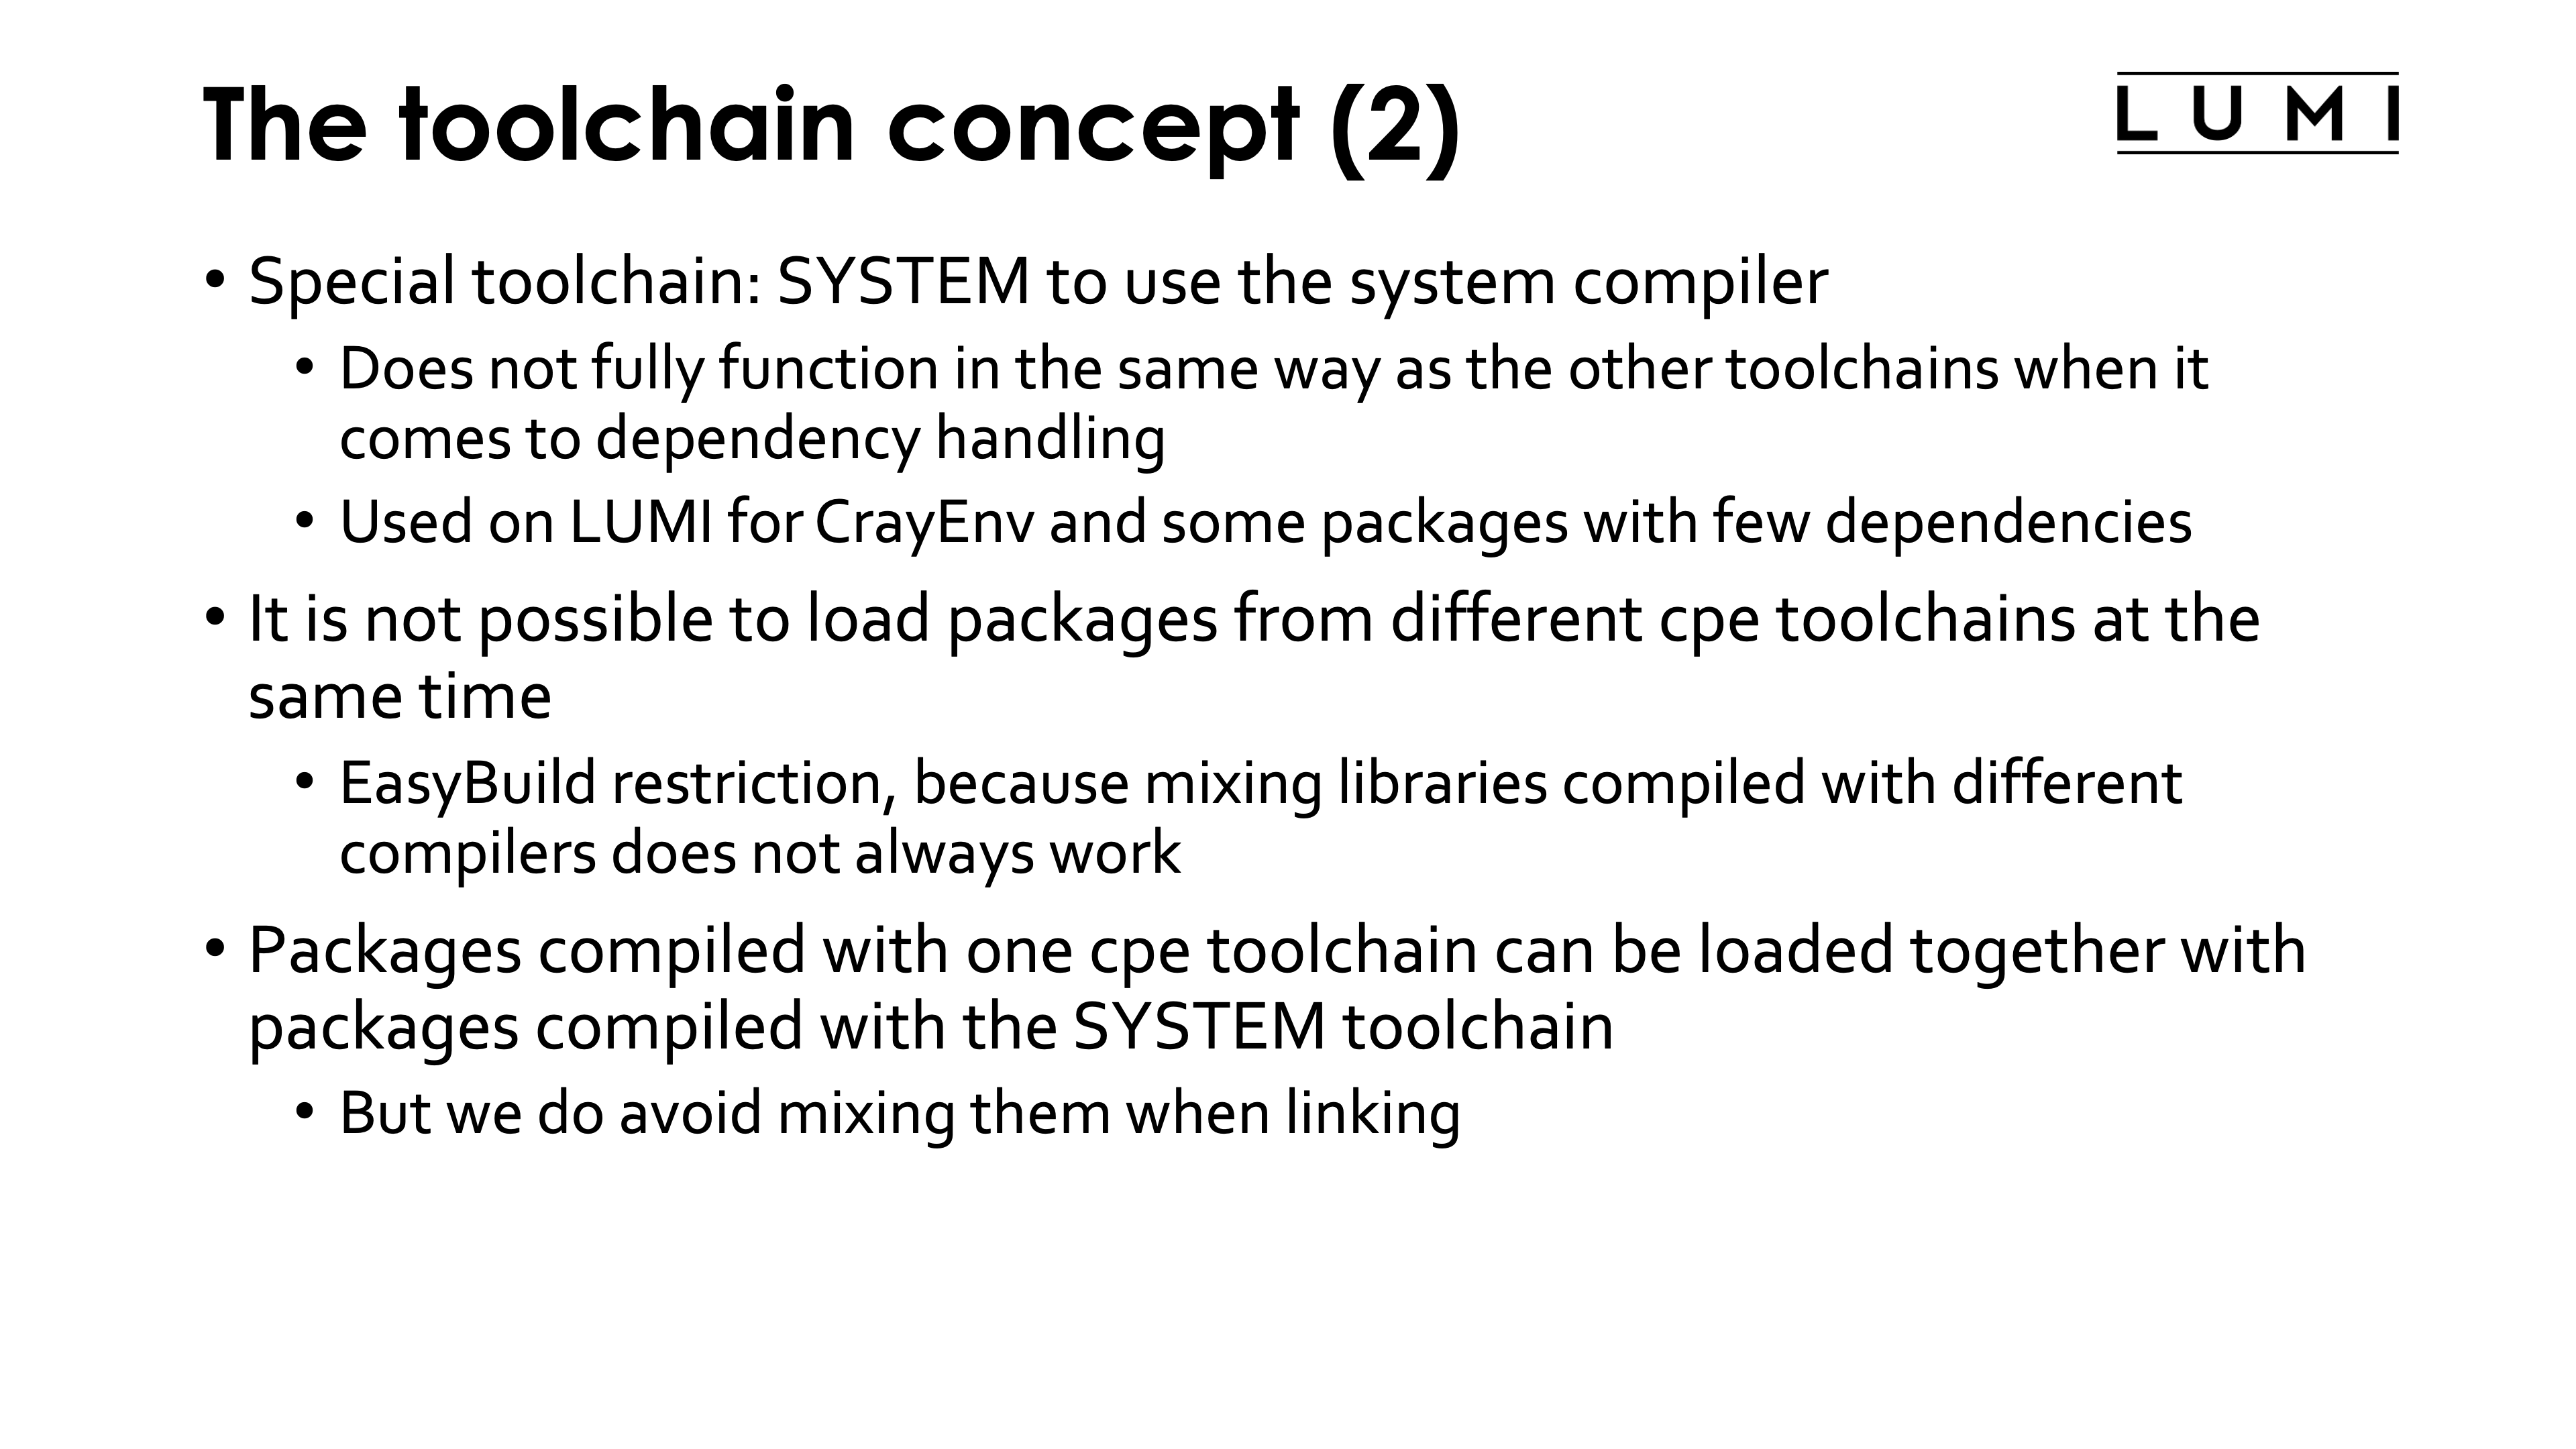 The toolchain concept (2)
LUMI
• Special toolchain: SYSTEM to use the system compiler
• Does not fully function in the same way as the other toolchains when it
comes to dependency handling
• Used on LUMI for CrayEnv and some packages with few dependencies
• It is not possible to load packages from different cpe toolchains at the
same time
• EasyBuild restriction, because mixing libraries compiled with different
compilers does not always work
• Packages compiled with one cpe toolchain can be loaded together with
packages compiled with the SYSTEM toolchain
• But we do avoid mixing them when linking